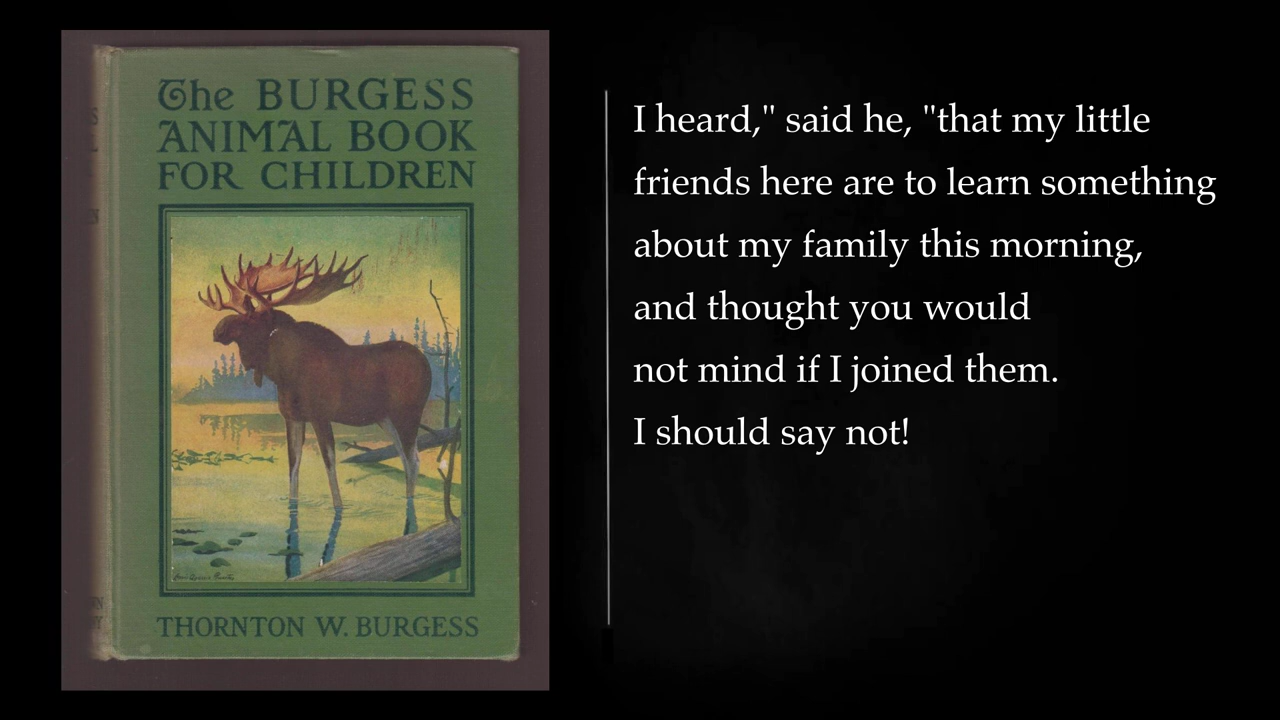 The BURGESS
ANIMAL BOOK
FOR CHILDREN
THORNTON W. BURGESS
I heard," said he, "that my little
friends here are to learn something
about my family this morning,
and thought you would
not mind if I joined them.
I should say not!